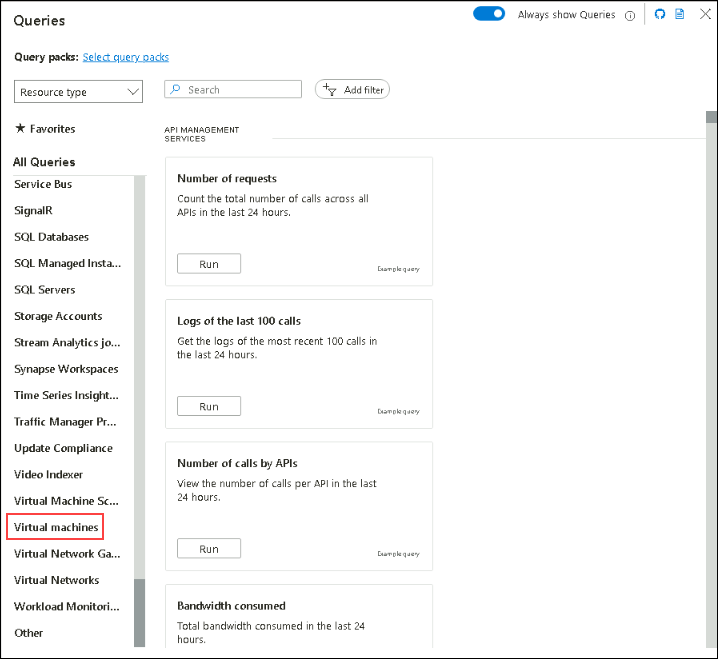 Queries
Always show Queries
Query packs: Select query packs
Resource type
Search
Add filter
★ Favorites
All Queries
Service Bus
SignalR
SQL Databases
SQL Managed Insta...
SQL Servers
Storage Accounts
Stream Analytics jo...
Synapse Workspaces
Time Series Insight...
Traffic Manager Pr...
Update Compliance
Video Indexer
Virtual Machine Sc...
Virtual machines
Virtual Network Ga...
Virtual Networks
Workload Monitori...
Other
API MANAGEMENT
SERVICES
Number of requests
Count the total number of calls across all
APIs in the last 24 hours.
Run
Example query
Logs of the last 100 calls
Get the logs of the most recent 100 calls in
the last 24 hours.
Run
Example query
Number of calls by APIs
View the number of calls per API in the last
24 hours.
Run
Example query
Bandwidth consumed
Total bandwidth consumed in the last 24
hours.